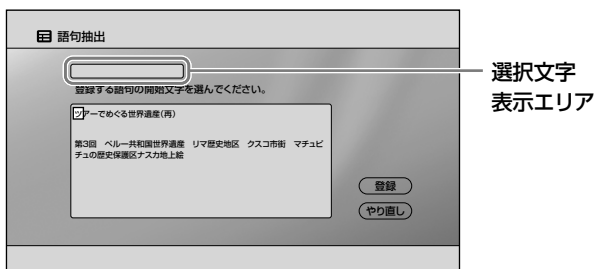 語句抽出
登録する語句の開始文字を選んでください。
ツアーでめぐる世界遺産(再)
第3回 ペルー共和国世界遺産 リマ歴史地区 クスコ市街 マチュピ
チュの歴史保護区ナスカ地上絵
登録
やり直し
選択文字
表示エリア